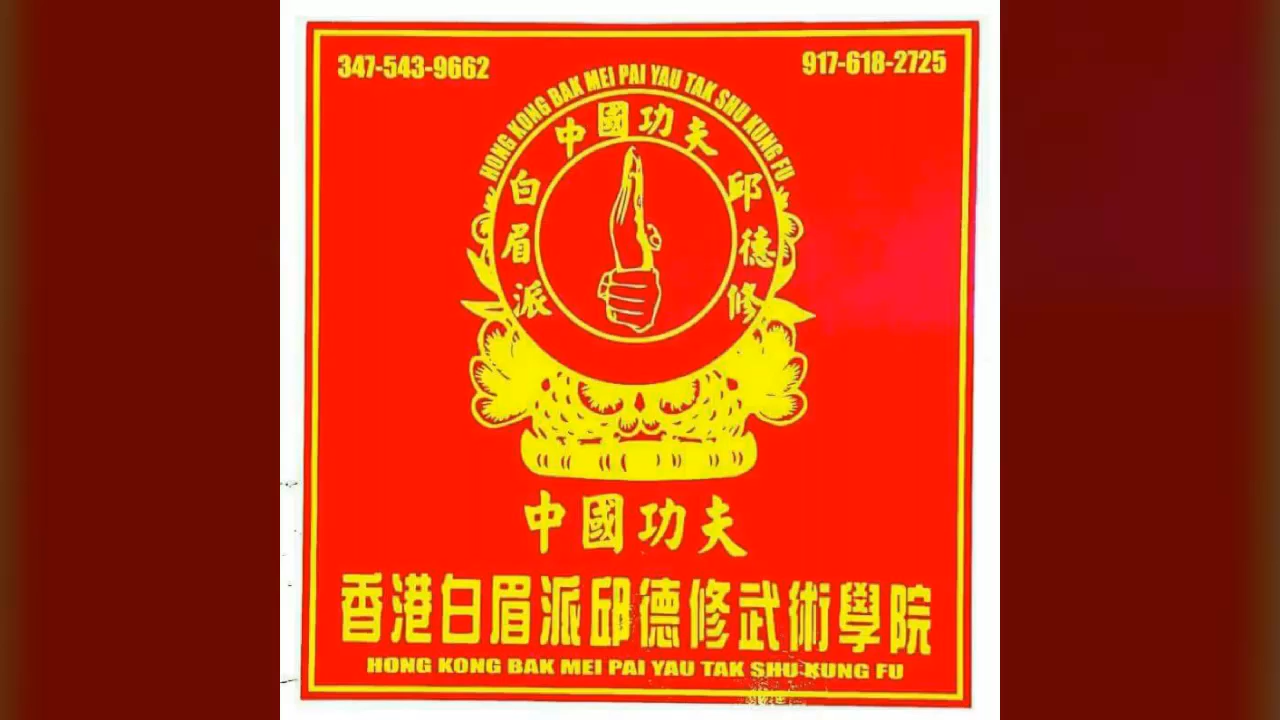 347-543-9662
917-618-2725
HONG KONG BAK MEI PAI YAU TAK SHU KUNG FU
中國功夫
白眉派
邱德修
中國功夫
香港白眉派邱德修武術學院
HONG KONG BAK MEI PAI YAU TAK SHU KUNG FU